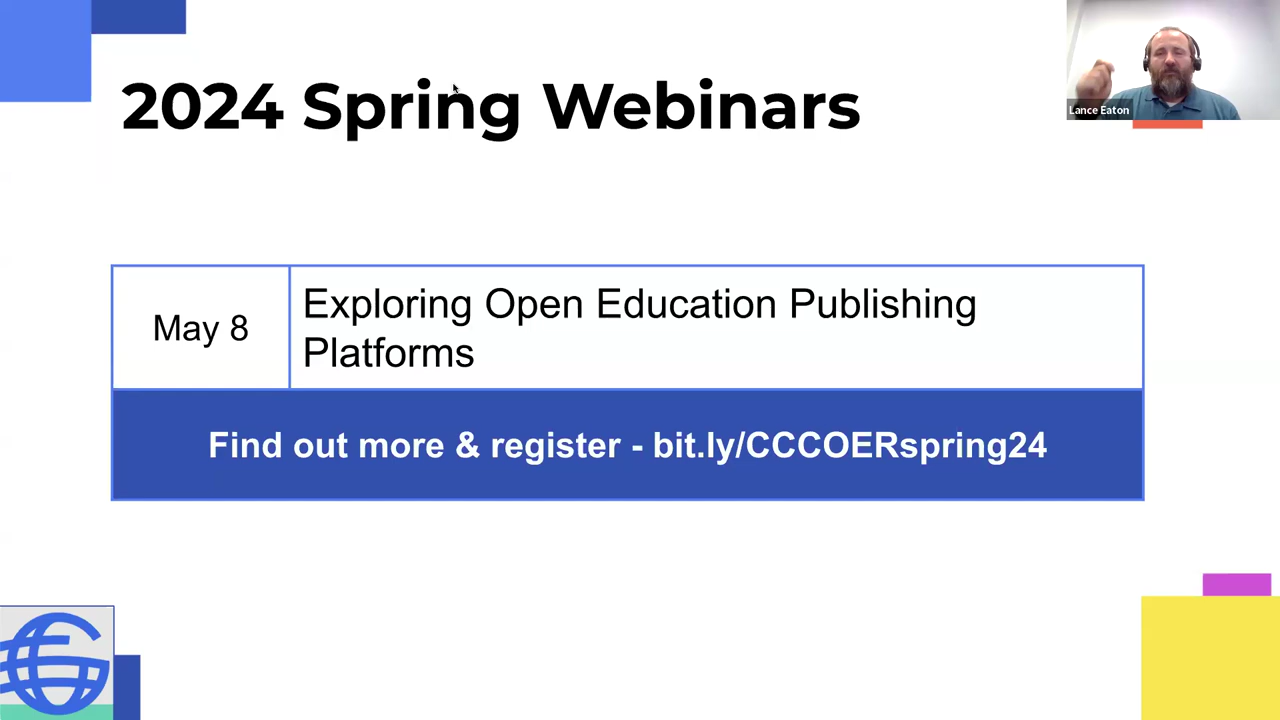 2024 Spring Webinars
Lance Eaton
May 8
Exploring Open Education Publishing
Platforms
Find out more & register - bit.ly/CCCOERspring24